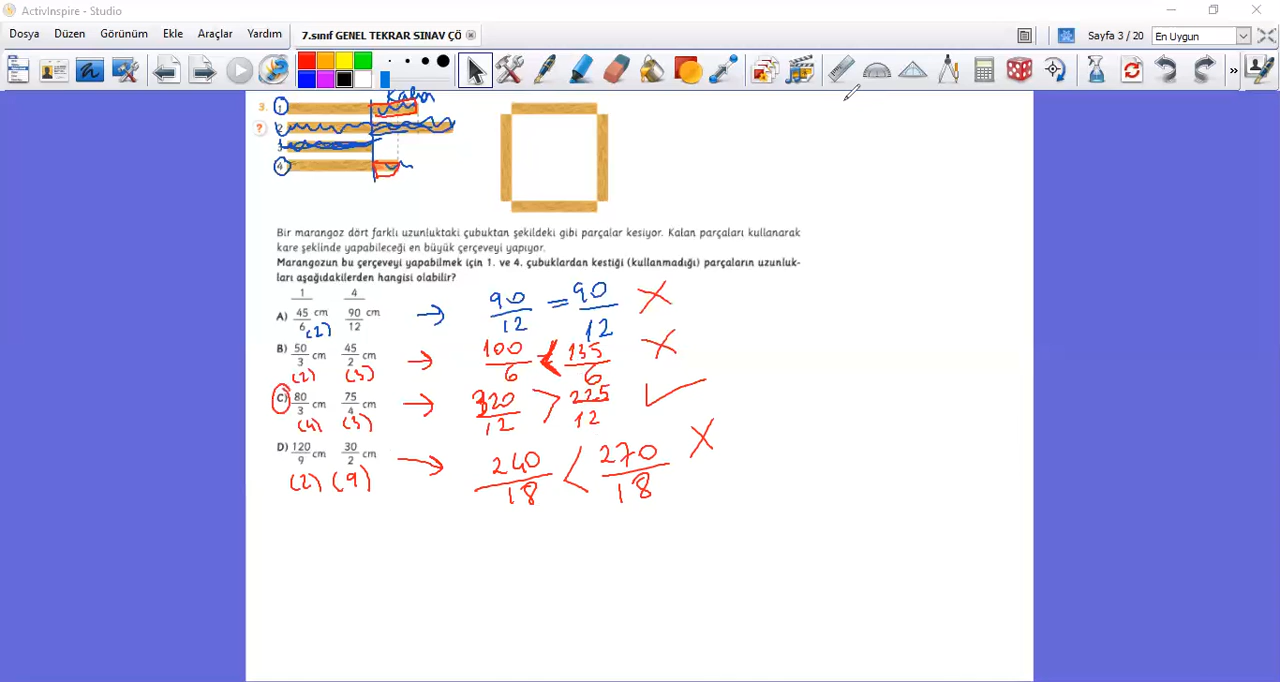 ActivInspire - Studio
Dosya Düzen Görünüm Ekle Araçlar Yardım 7.sınıf GENEL TEKRAR SINAV ÇÖ Sayfa 3 / 20 En Uygun
Kalan
3. 1
? 2
3
4
Bir marangoz dört farklı uzunluktaki çubuktan şekildeki gibi parçalar kesiyor. Kalan parçaları kullanarak
kare şeklinde yapabileceği en büyük çerçeveyi yapıyor.
Marangozun bu çerçeveyi yapabilmek için 1. ve 4. çubuklardan kestiği (kullanmadığı) parçaların uzunluk-
ları aşağıdakilerden hangisi olabilir?
1 4
A) 45/6 cm 90/12 cm → 90/12 = 90/12 X
(2)
B) 50/3 cm 45/2 cm → 100/6 < 135/6 X
(2) (3)
C) 80/3 cm 75/4 cm → 320/12 > 225/12 ✓
(4) (3)
D) 120/9 cm 30/2 cm → 240/18 < 270/18 X
(2) (9)